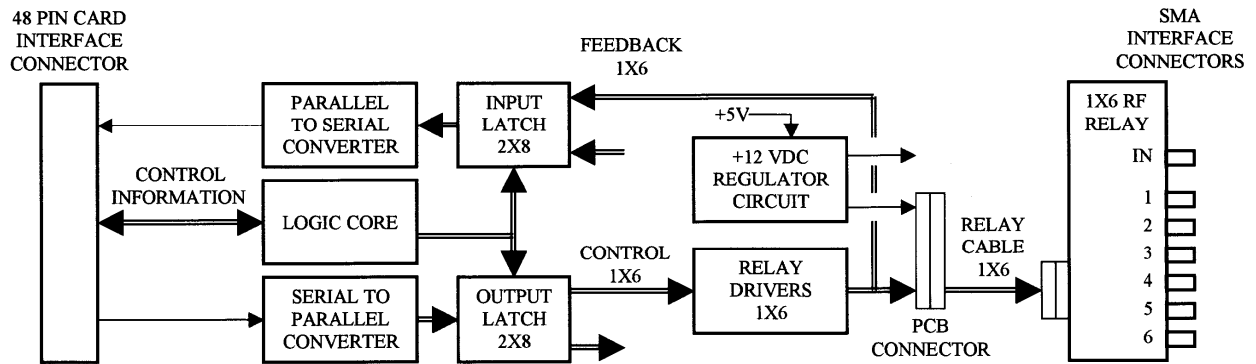 48 PIN CARD
INTERFACE
CONNECTOR
CONTROL
INFORMATION
PARALLEL
TO SERIAL
CONVERTER
LOGIC CORE
SERIAL TO
PARALLEL
CONVERTER
INPUT
LATCH
2X8
OUTPUT
LATCH
2X8
FEEDBACK
1X6
+5V
+12 VDC
REGULATOR
CIRCUIT
CONTROL
1X6
RELAY
DRIVERS
1X6
PCB
CONNECTOR
RELAY
CABLE
1X6
SMA
INTERFACE
CONNECTORS
1X6 RF
RELAY
IN
1
2
3
4
5
6